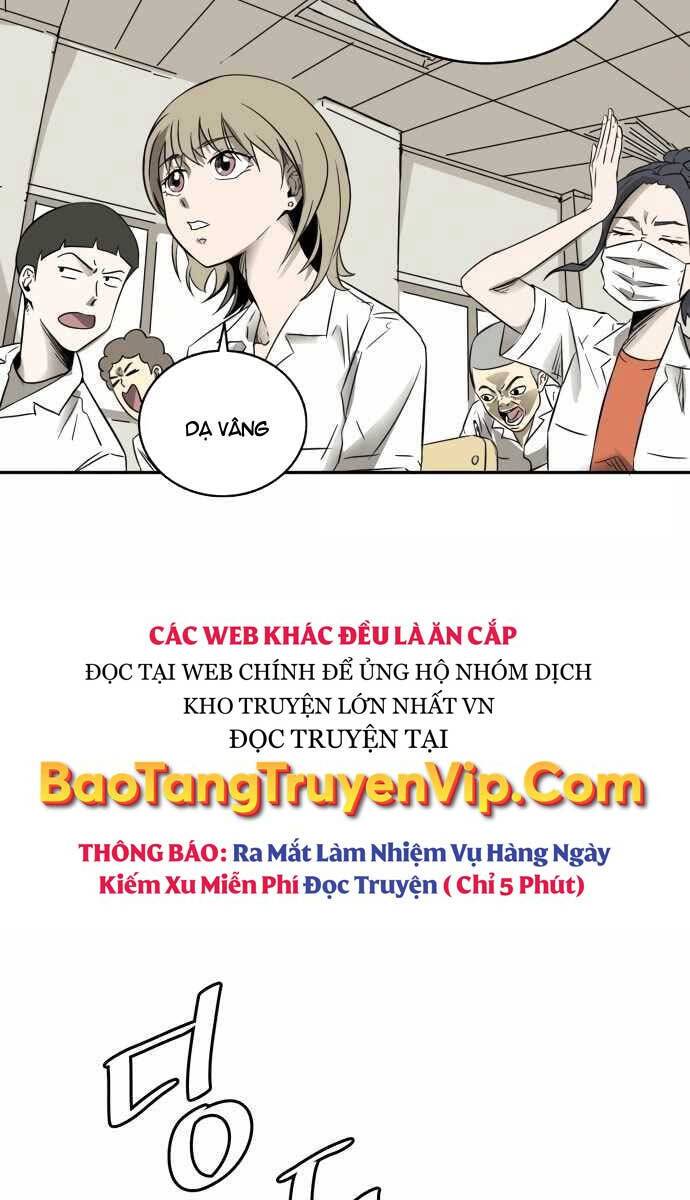 DẠ VÂNG
CÁC WEB KHÁC ĐỀU LÀ ĂN CẮP
ĐỌC TẠI WEB CHÍNH ĐỂ ỦNG HỘ NHÓM DỊCH
KHO TRUYỆN LỚN NHẤT VN
ĐỌC TRUYỆN TẠI
BaoTangTruyenVip.Com
THÔNG BÁO: Ra Mắt Làm Nhiệm Vụ Hàng Ngày
Kiếm Xu Miễn Phí Đọc Truyện ( Chỉ 5 Phút)
딩